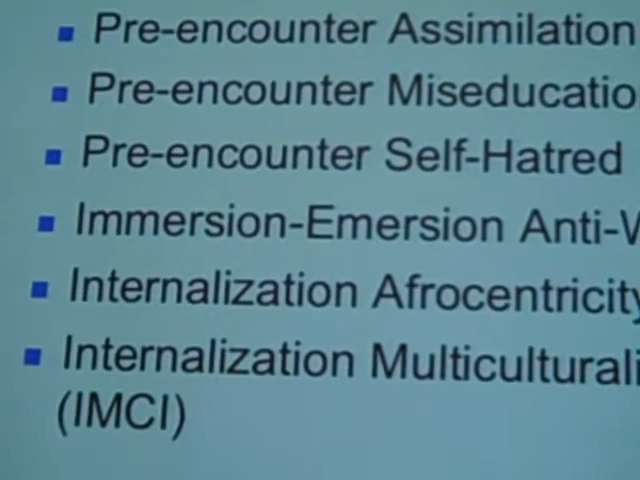 Pre-encounter Assimilation
Pre-encounter Miseducatio
Pre-encounter Self-Hatred
Immersion-Emersion Anti-W
Internalization Afrocentricity
Internalization Multiculturali
(IMCI)